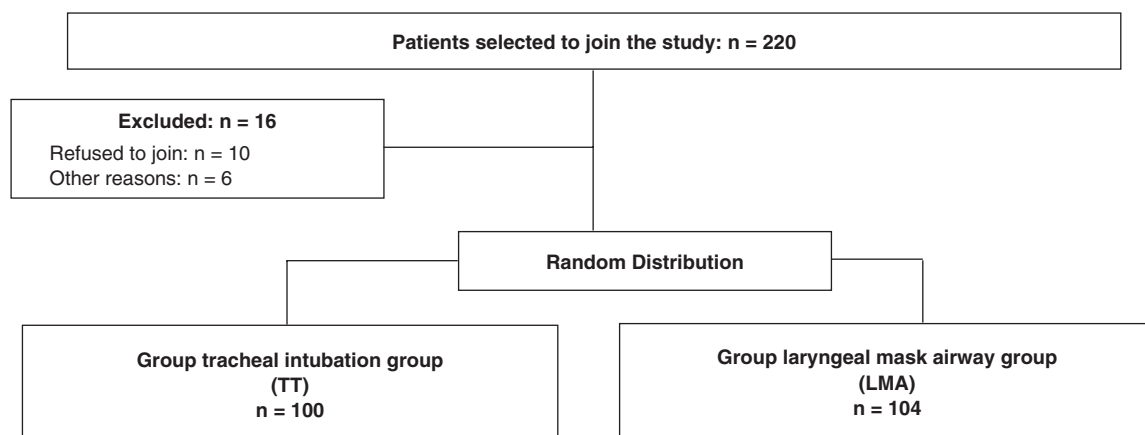 Patients selected to join the study: n = 220
Excluded: n = 16
Refused to join: n = 10
Other reasons: n = 6
Random Distribution
Group tracheal intubation group
(TT)
n = 100
Group laryngeal mask airway group
(LMA)
n = 104